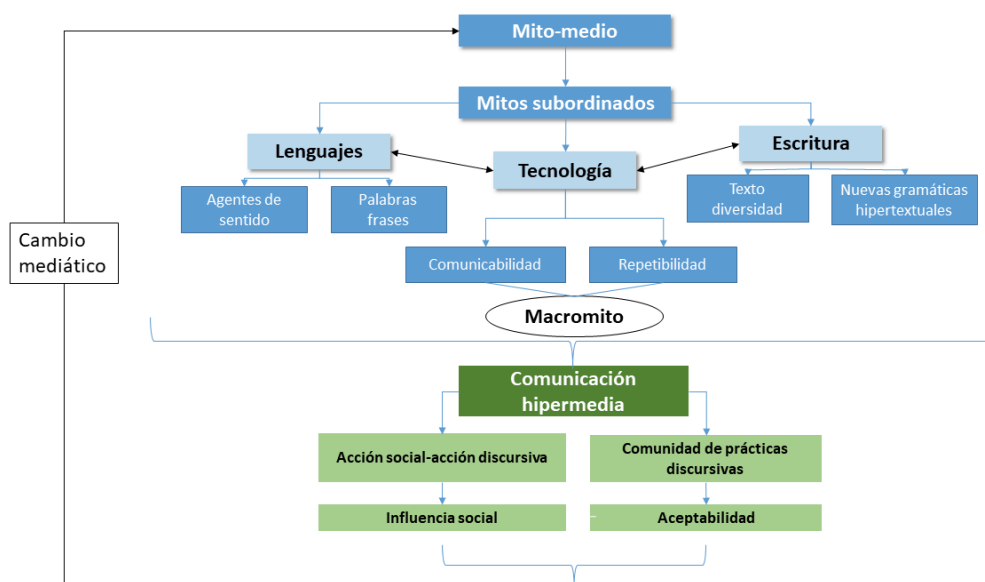 Mito-medio
Mitos subordinados
Lenguajes
Tecnología
Escritura
Agentes de
sentido
Palabras
frases
Texto
diversidad
Nuevas gramáticas
hipertextuales
Cambio
mediático
Comunicabilidad
Repetibilidad
Macromito
Comunicación
hipermedia
Acción social-acción discursiva
Comunidad de prácticas
discursivas
Influencia social
Aceptabilidad